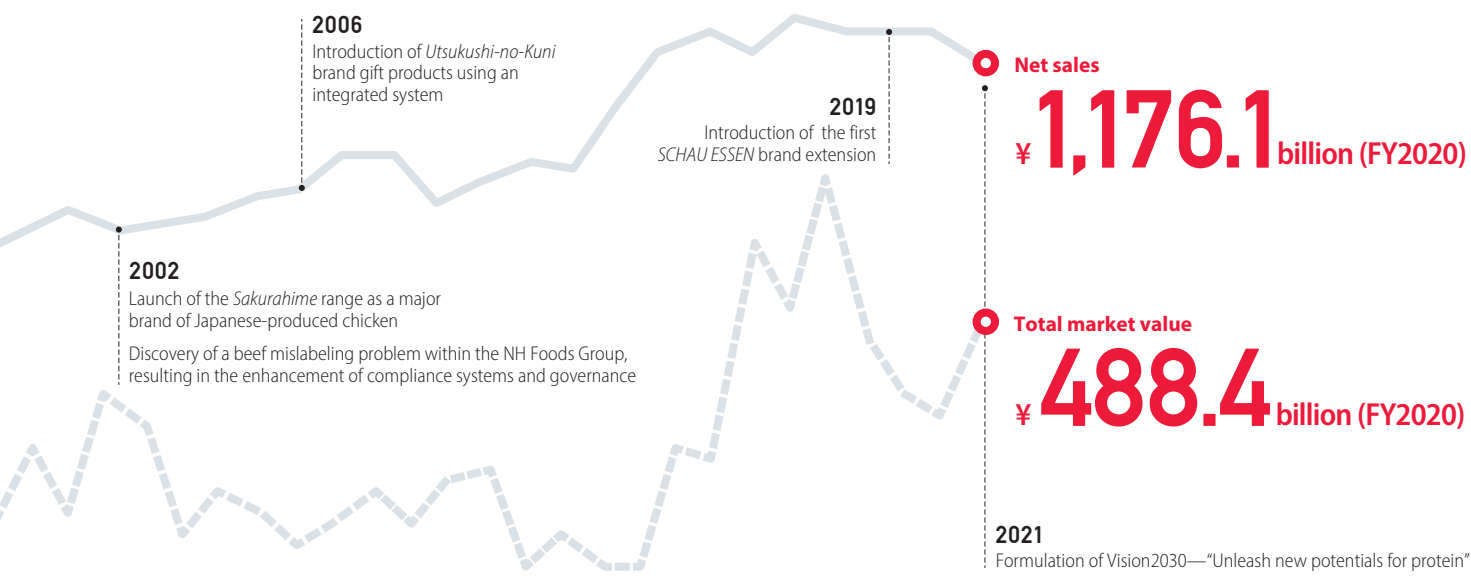 2006
Introduction of Utsukushi-no-Kuni
brand gift products using an
integrated system
2002
Launch of the Sakurahime range as a major
brand of Japanese-produced chicken
Discovery of a beef mislabeling problem within the NH Foods Group,
resulting in the enhancement of compliance systems and governance
2019
Introduction of the first
SCHAU ESSEN brand extension
Net sales
¥ 1,176.1 billion (FY2020)
Total market value
¥ 488.4 billion (FY2020)
2021
Formulation of Vision2030—“Unleash new potentials for protein”